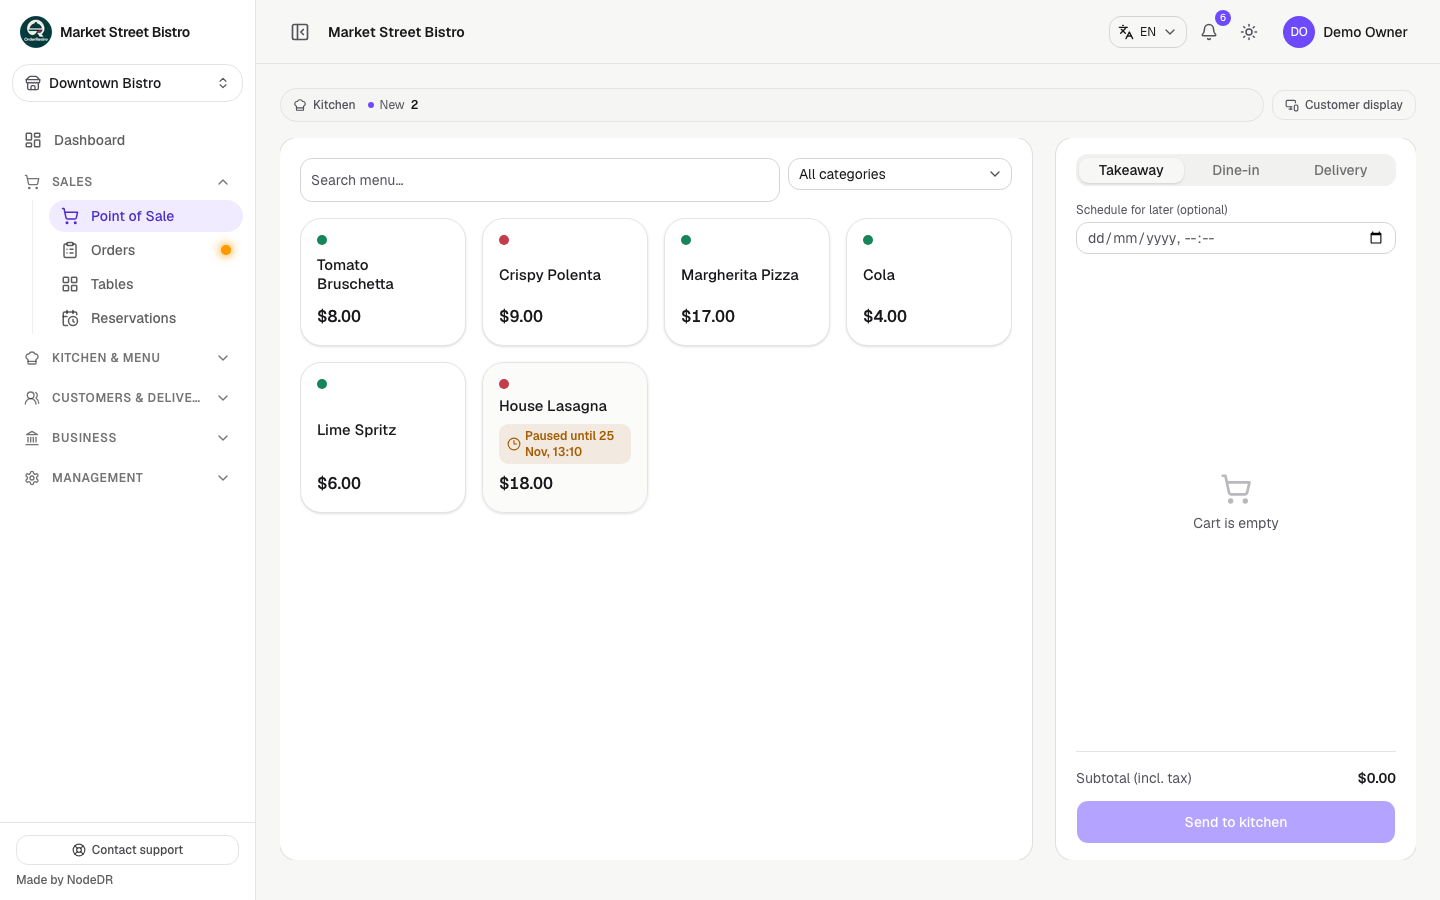 Market Street Bistro
Downtown Bistro
Dashboard
SALES
Point of Sale
Orders
Tables
Reservations
KITCHEN & MENU
CUSTOMERS & DELIVE...
BUSINESS
MANAGEMENT
Contact support
Made by NodeDR
Market Street Bistro
EN
6
DO
Demo Owner
Kitchen
New 2
Customer display
Search menu...
All categories
Tomato
Bruschetta
$8.00
Crispy Polenta
$9.00
Margherita Pizza
$17.00
Cola
$4.00
Lime Spritz
$6.00
House Lasagna
Paused until 25
Nov, 13:10
$18.00
Takeaway
Dine-in
Delivery
Schedule for later (optional)
dd/mm/yyyy, --:--
Cart is empty
Subtotal (incl. tax)
$0.00
Send to kitchen